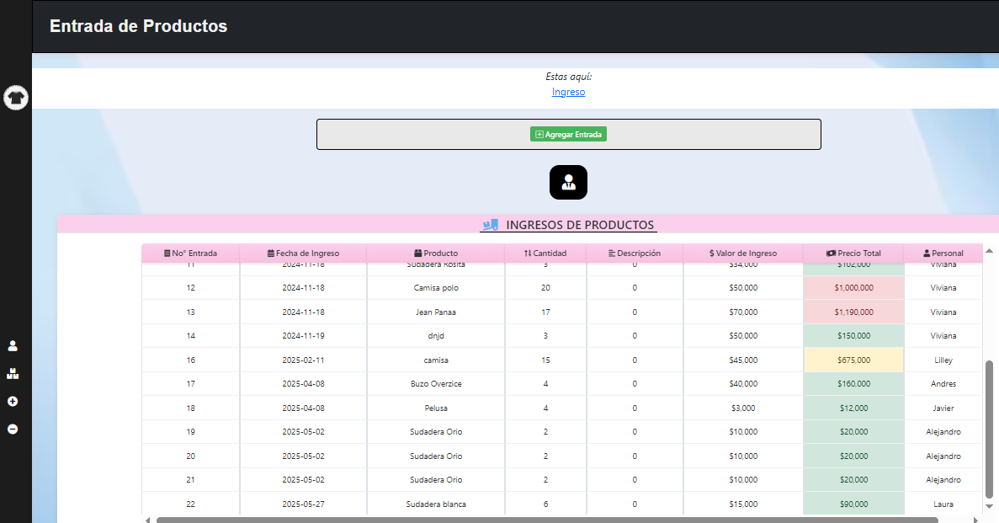 Entrada de Productos
Estas aquí:
Ingreso
Agregar Entrada
INGRESOS DE PRODUCTOS
No° Entrada Fecha de Ingreso Producto Cantidad Descripción $ Valor de Ingreso Precio Total Personal
11 2024-11-18 Sudadera Rosita 3 0 $34,000 $102,000 Viviana
12 2024-11-18 Camisa polo 20 0 $50,000 $1,000,000 Viviana
13 2024-11-18 Jean Panaa 17 0 $70,000 $1,190,000 Viviana
14 2024-11-19 dnjd 3 0 $50,000 $150,000 Viviana
16 2025-02-11 camisa 15 0 $45,000 $675,000 Lilley
17 2025-04-08 Buzo Overzice 4 0 $40,000 $160,000 Andres
18 2025-04-08 Pelusa 4 0 $3,000 $12,000 Javier
19 2025-05-02 Sudadera Orio 2 0 $10,000 $20,000 Alejandro
20 2025-05-02 Sudadera Orio 2 0 $10,000 $20,000 Alejandro
21 2025-05-02 Sudadera Orio 2 0 $10,000 $20,000 Alejandro
22 2025-05-27 Sudadera blanca 6 0 $15,000 $90,000 Laura